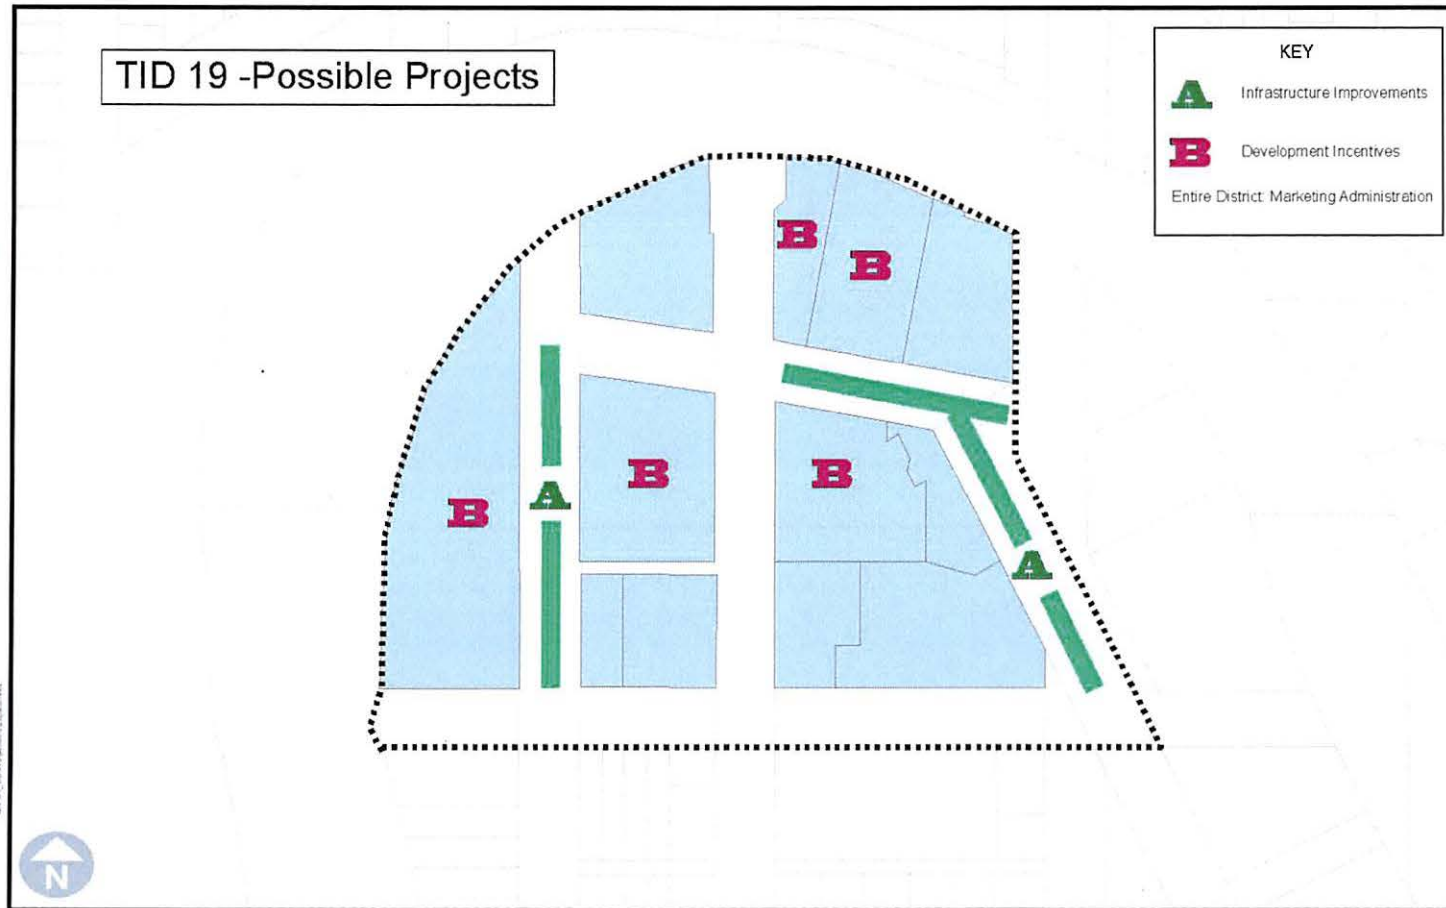 TID 19 -Possible Projects
KEY
A Infrastructure Improvements
B Development Incentives
Entire District: Marketing Administration
B
B
B
B
B
A
A
N